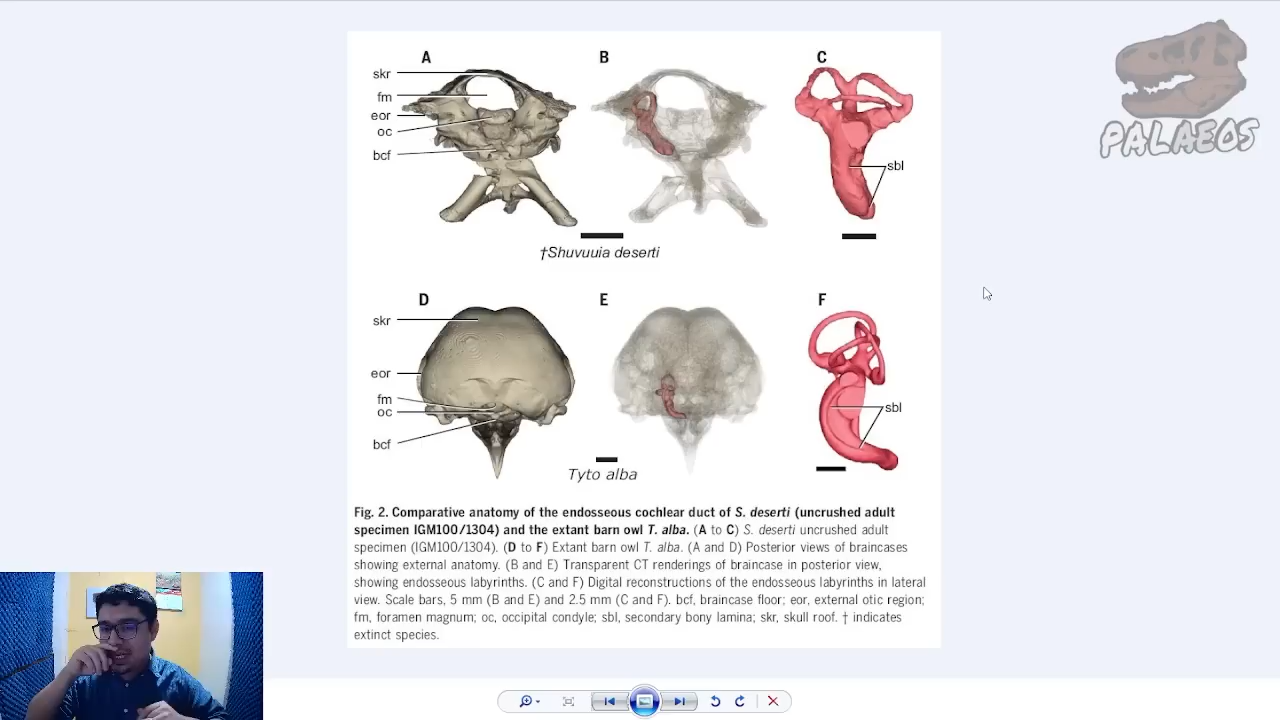 PALAEOS
A
B
C
skr
fm
eor
oc
bcf
sbl
†Shuvuuia deserti
D
E
F
skr
eor
fm
oc
bcf
sbl
Tyto alba
Fig. 2. Comparative anatomy of the endosseous cochlear duct of S. deserti (uncrushed adult
specimen IGM100/1304) and the extant barn owl T. alba. (A to C) S. deserti uncrushed adult
specimen (IGM100/1304). (D to F) Extant barn owl T. alba. (A and D) Posterior views of braincases
showing external anatomy. (B and E) Transparent CT renderings of braincase in posterior view,
showing endosseous labyrinths. (C and F) Digital reconstructions of the endosseous labyrinths in lateral
view. Scale bars, 5 mm (B and E) and 2.5 mm (C and F). bcf, braincase floor; eor, external otic region;
fm, foramen magnum; oc, occipital condyle; sbl, secondary bony lamina; skr, skull roof. † indicates
extinct species.